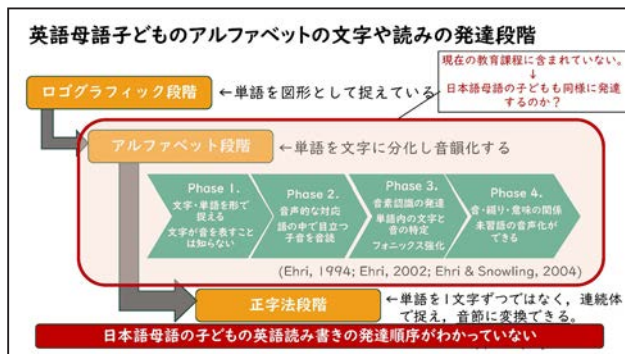 英語母語子どものアルファベットの文字や読みの発達段階
現在の教育課程に含まれていない。
↓
日本語母語の子どもも同様に発達
するのか？
ロゴグラフィック段階
←単語を図形として捉えている
アルファベット段階
←単語を文字に分化し音韻化する
Phase 1.
文字・単語を形で
捉える
文字が音を表すこと
は知らない
Phase 2.
音声的な対応
語の中で目立つ
子音を音読
Phase 3.
音素認識の発達
単語内の文字と
音の特定
フォニックス強化
Phase 4.
音・綴り・意味の関係
未習語の音声化が
できる
(Ehri, 1994; Ehri, 2002; Ehri & Snowling, 2004)
正字法段階
←単語を1文字ずつではなく，連続体
で捉え，音節に変換できる。
日本語母語の子どもの英語読み書きの発達順序がわかっていない